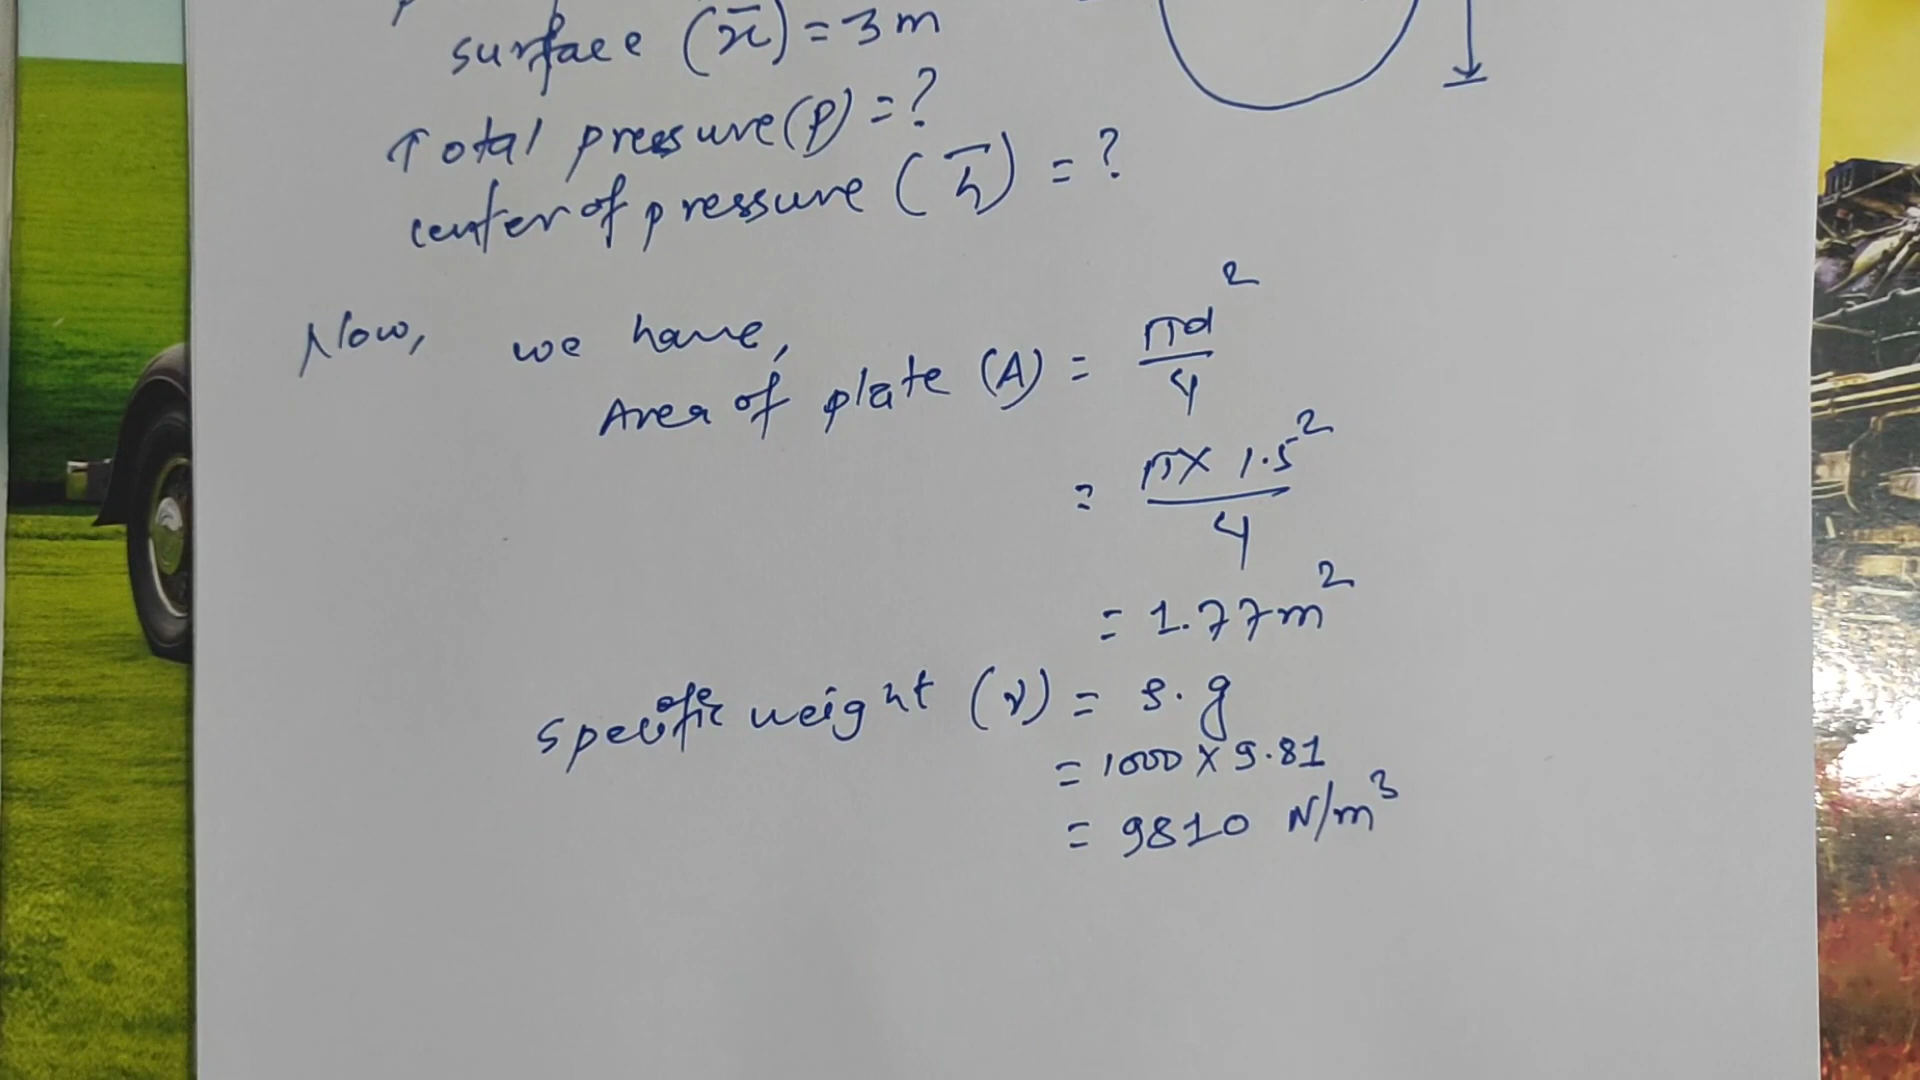 surface (x̄) = 3m
Total pressure (p) = ?
center of pressure (h̄) = ?
Now, we have,
Area of plate (A) = πd²/4
= π× 1.5²/4
= 1.77m²
specific weight (γ) = ρ.g
= 1000 × 9.81
= 9810 N/m³